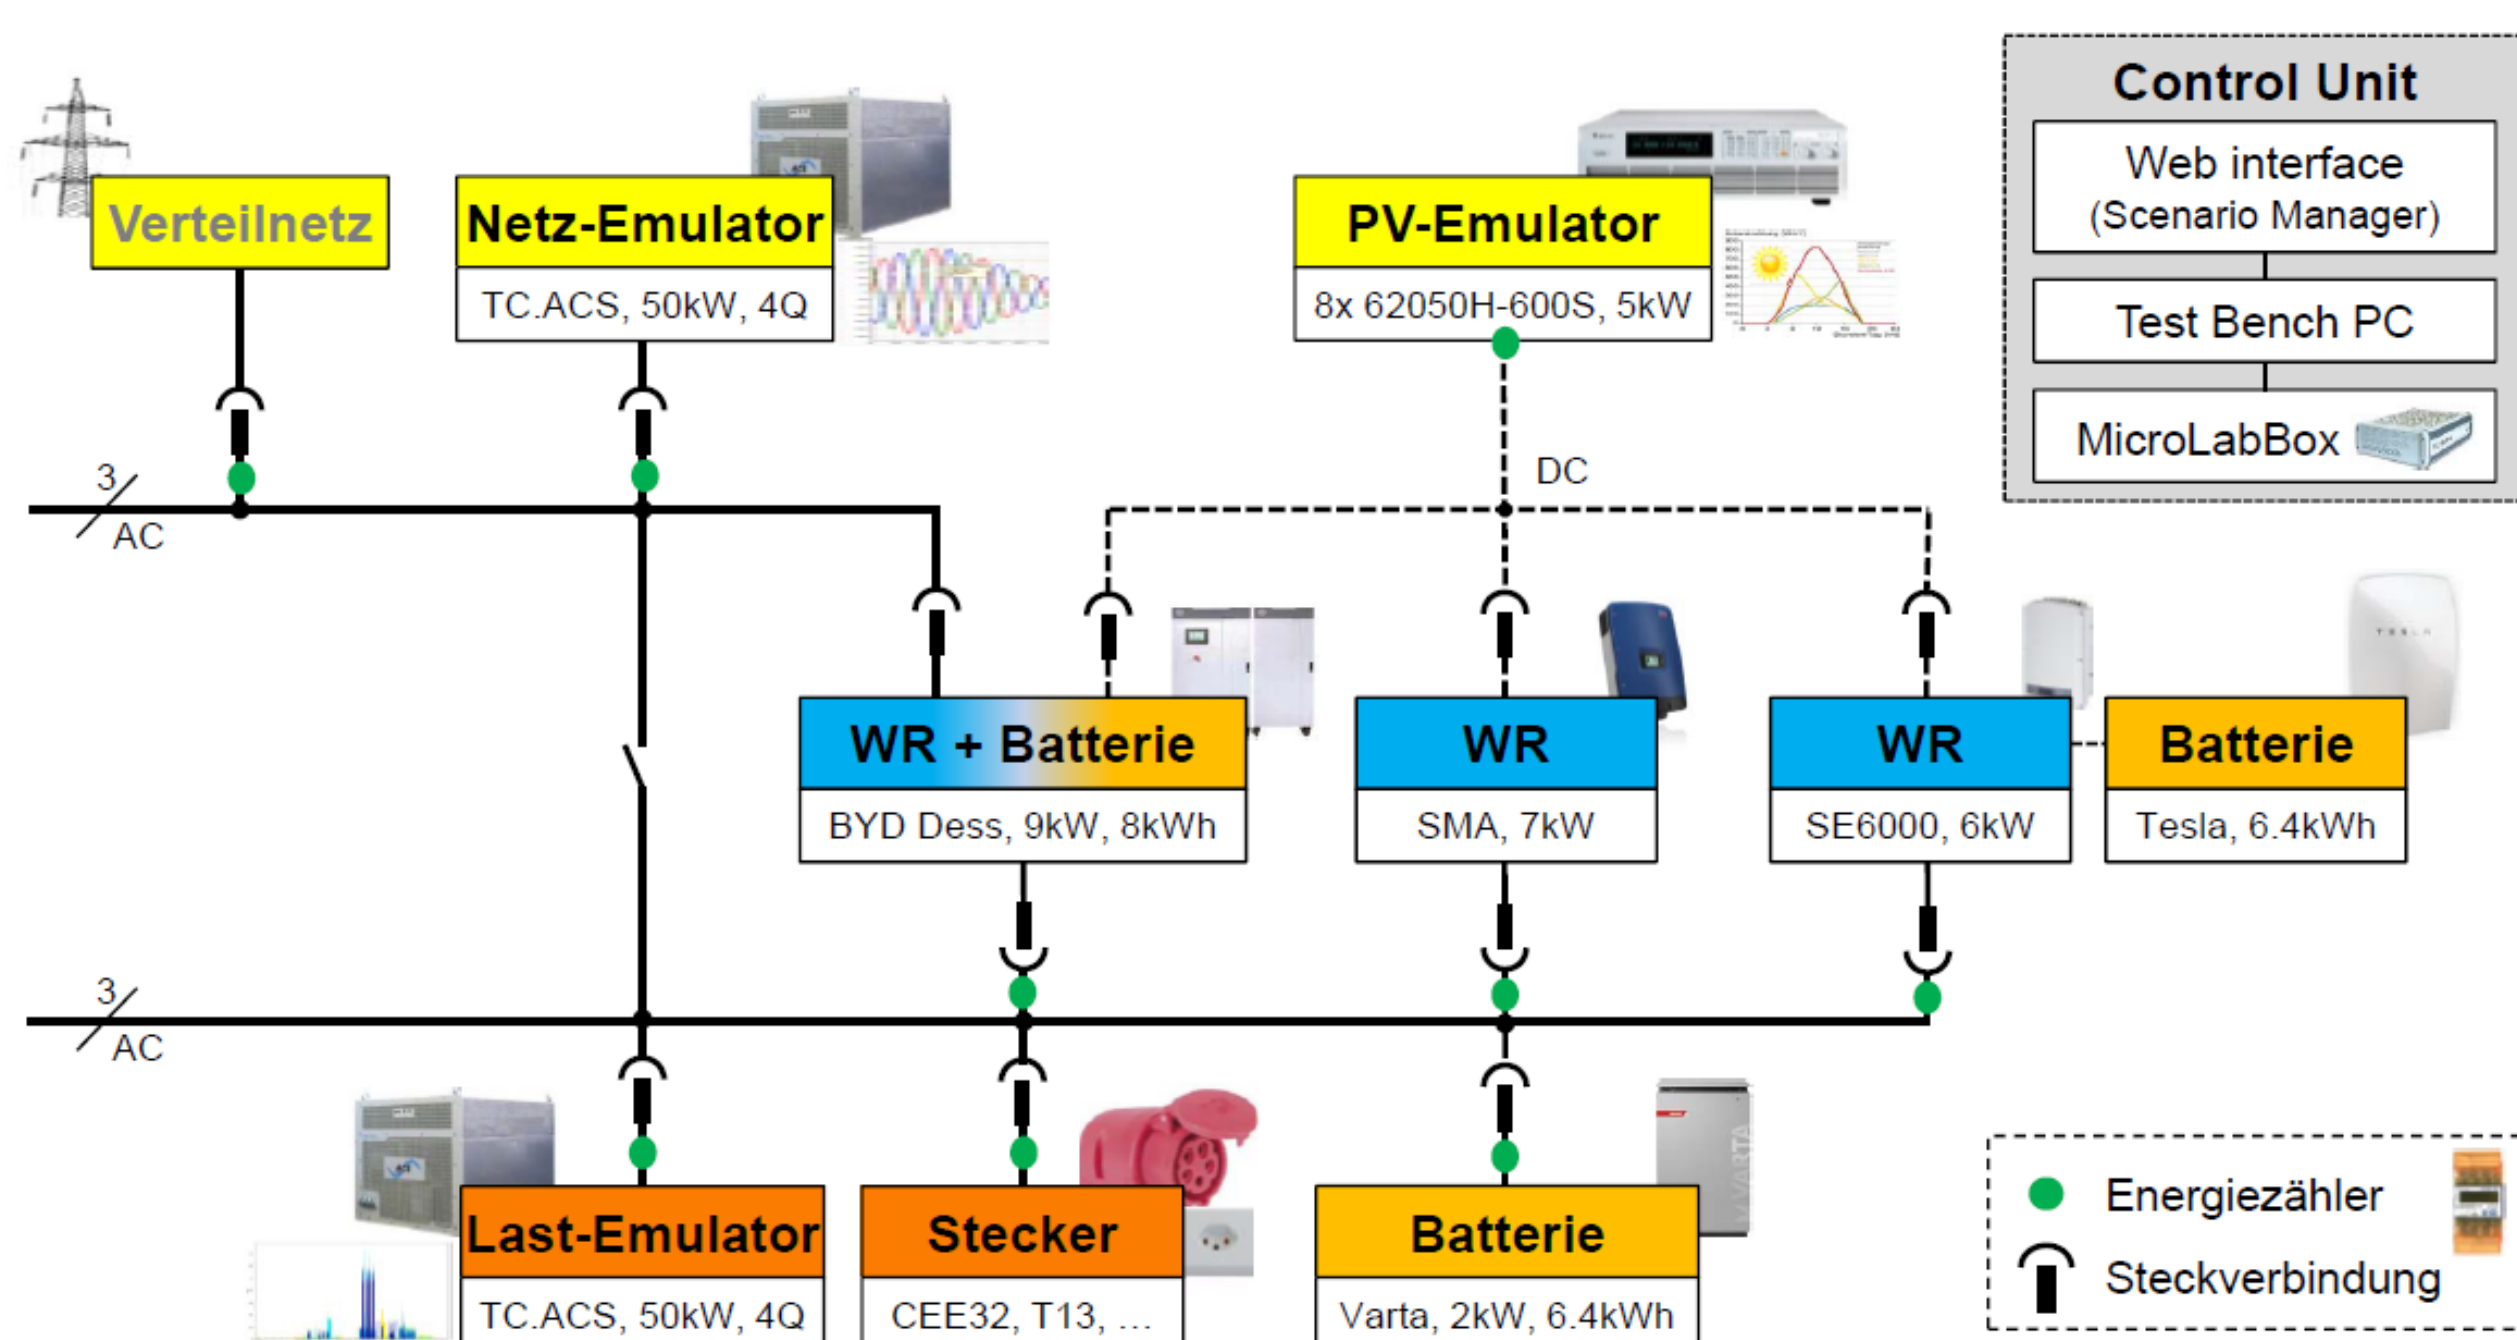 Control Unit
Web interface
(Scenario Manager)
Test Bench PC
MicroLabBox
Verteilnetz
Netz-Emulator
TC.ACS, 50kW, 4Q
PV-Emulator
8x 62050H-600S, 5kW
3
AC
DC
TESLA
WR + Batterie
BYD Dess, 9kW, 8kWh
WR
SMA, 7kW
WR
SE6000, 6kW
Batterie
Tesla, 6.4kWh
3
AC
VARTA
Last-Emulator
TC.ACS, 50kW, 4Q
Stecker
CEE32, T13, ...
Batterie
Varta, 2kW, 6.4kWh
Energiezähler
Steckverbindung